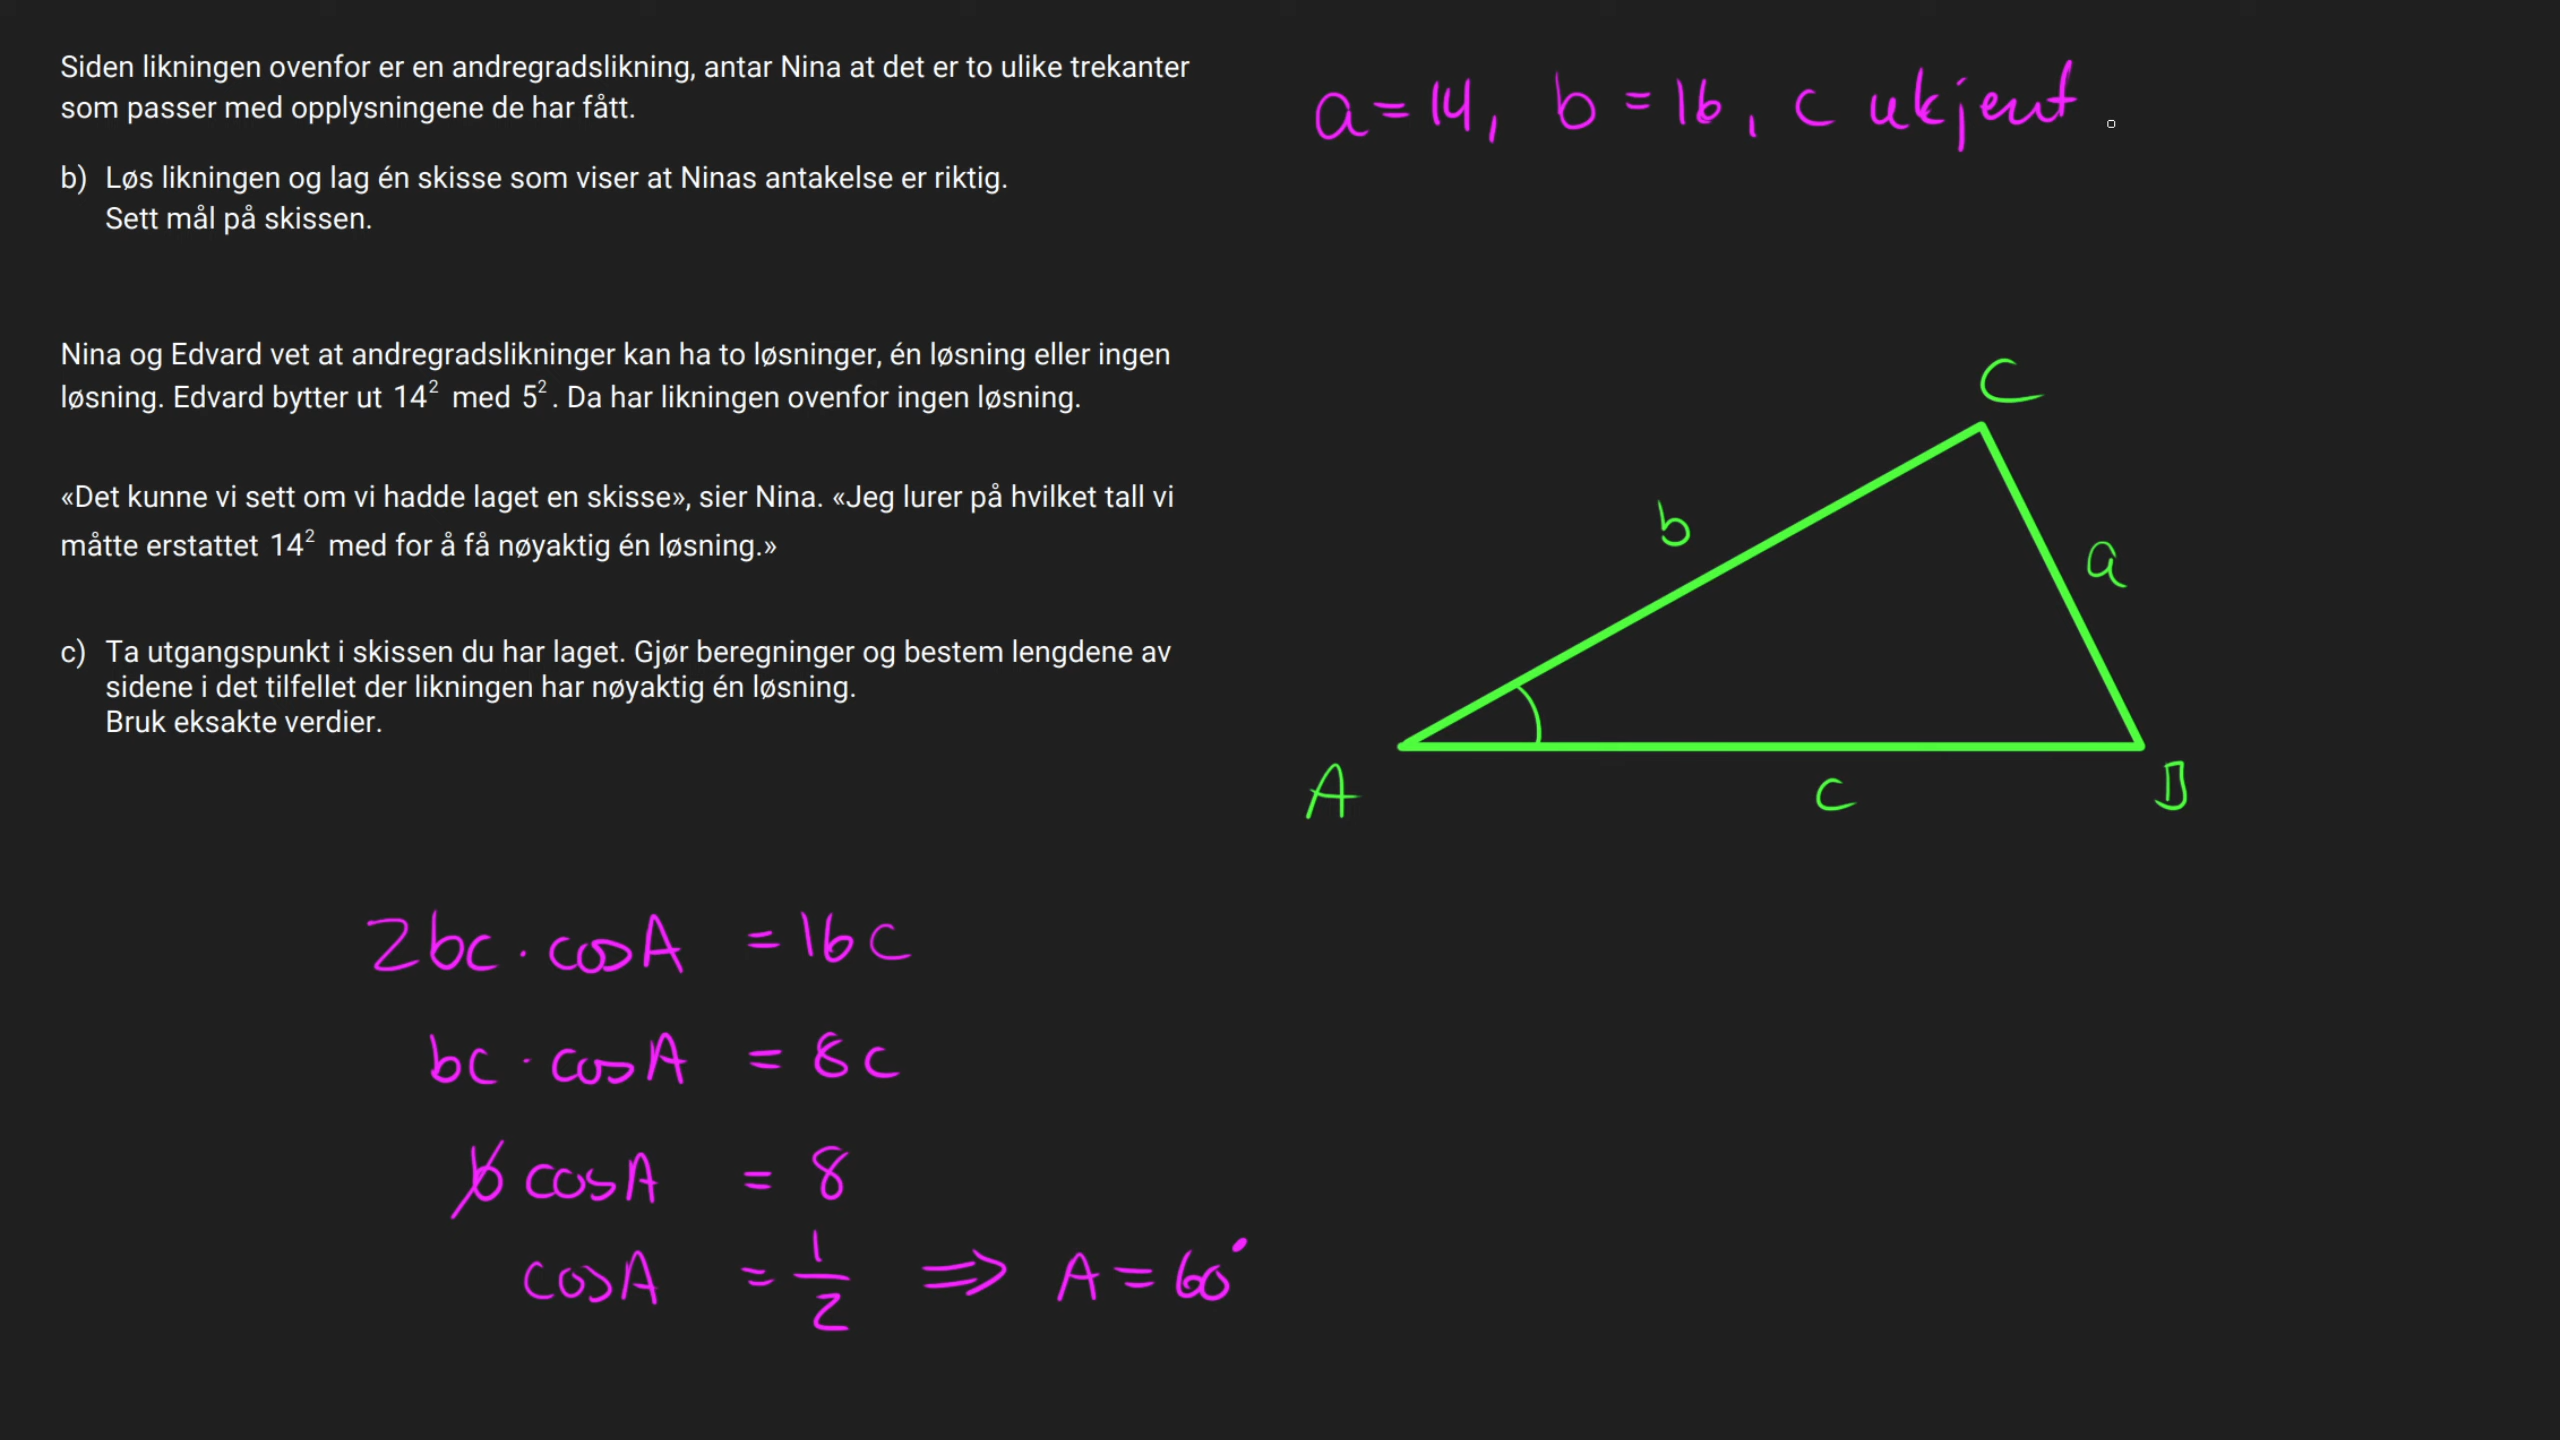 Siden likningen ovenfor er en andregradslikning, antar Nina at det er to ulike trekanter
som passer med opplysningene de har fått.
b) Løs likningen og lag én skisse som viser at Ninas antakelse er riktig.
Sett mål på skissen.
Nina og Edvard vet at andregradslikninger kan ha to løsninger, én løsning eller ingen
løsning. Edvard bytter ut 14² med 5². Da har likningen ovenfor ingen løsning.
«Det kunne vi sett om vi hadde laget en skisse», sier Nina. «Jeg lurer på hvilket tall vi
måtte erstattet 14² med for å få nøyaktig én løsning.»
c) Ta utgangspunkt i skissen du har laget. Gjør beregninger og bestem lengdene av
sidene i det tilfellet der likningen har nøyaktig én løsning.
Bruk eksakte verdier.
a = 14, b = 16, c ukjent.
C
b
a
A
c
B
2bc · cosA = 16c
bc · cosA = 8c
b cosA = 8
cosA = 1/2 ⇒ A = 60°